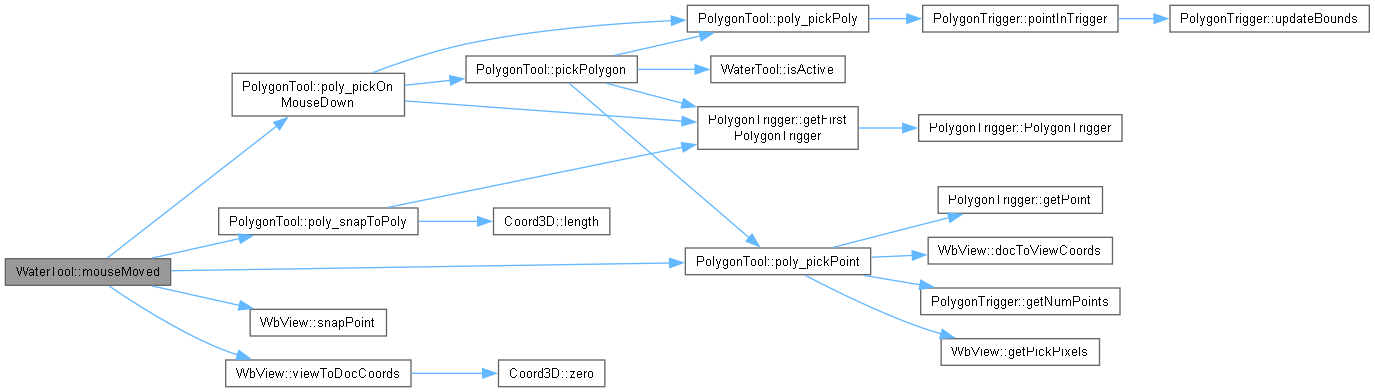 PolygonTool::poly_pickPoly
PolygonTrigger::pointInTrigger
PolygonTrigger::updateBounds
PolygonTool::pickPolygon
WaterTool::isActive
PolygonTool::poly_pickOn
MouseDown
PolygonTrigger::getFirst
PolygonTrigger
PolygonTrigger::PolygonTrigger
PolygonTrigger::getPoint
PolygonTool::poly_snapToPoly
Coord3D::length
WbView::docToViewCoords
PolygonTool::poly_pickPoint
WaterTool::mouseMoved
PolygonTrigger::getNumPoints
WbView::snapPoint
WbView::getPickPixels
WbView::viewToDocCoords
Coord3D::zero